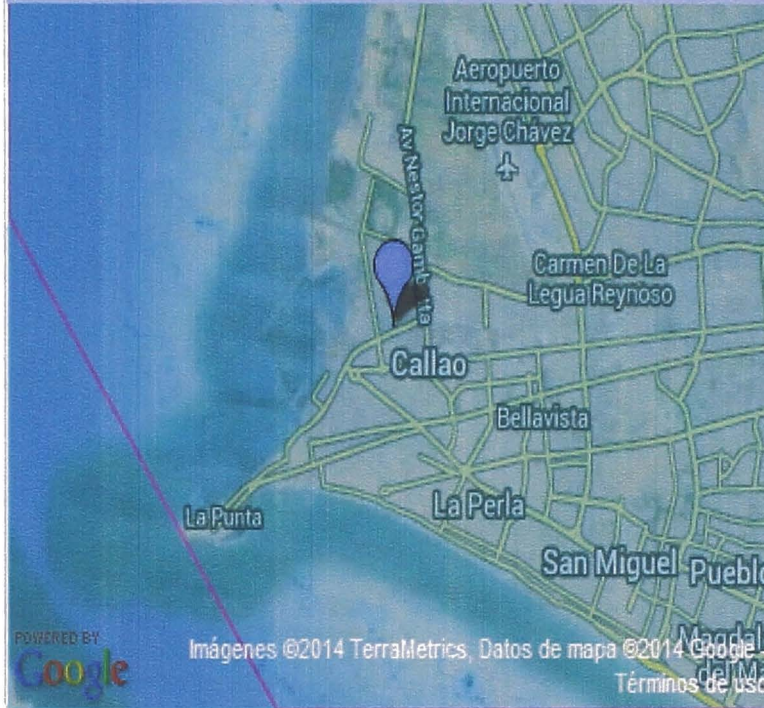 Aeropuerto
Internacional
Jorge Chávez
Av Nestor Gambetta
Carmen De La
Legua Reynoso
Callao
Bellavista
La Punta
La Perla
San Miguel
Pueblo
POWERED BY
Google
Imágenes ©2014 TerraMetrics, Datos de mapa ©2014 Google
Términos de uso